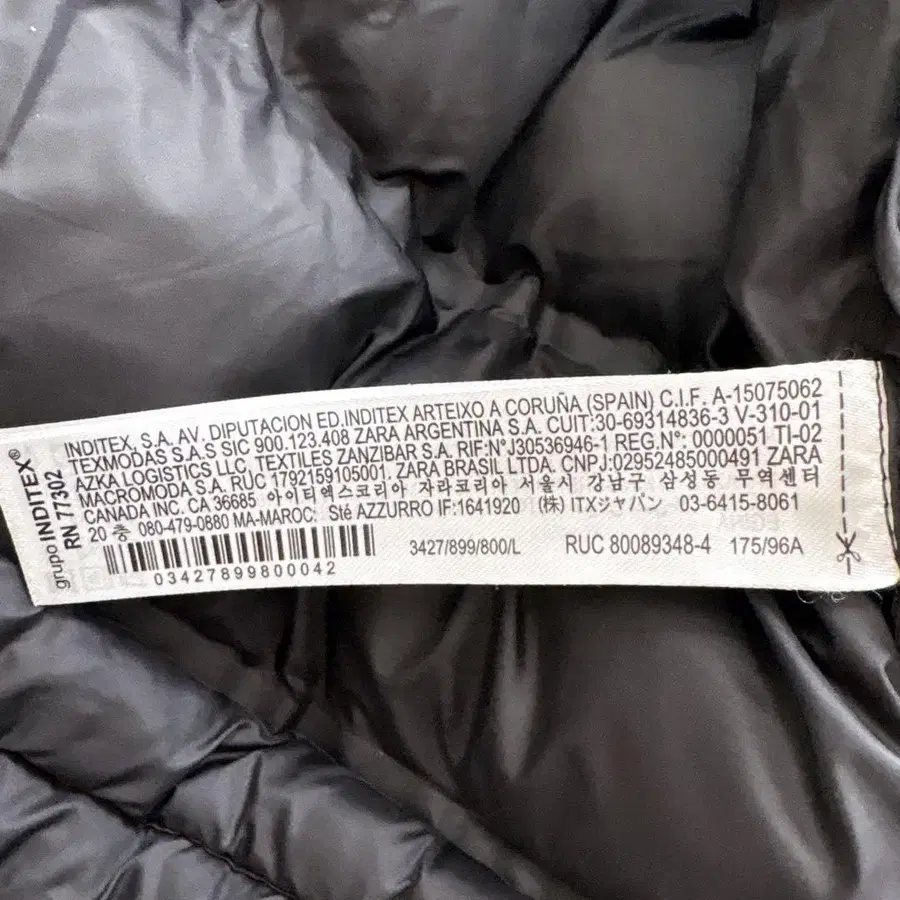 grupo INDITEX®
RN 77302
INDITEX, S.A. AV. DIPUTACION ED.INDITEX ARTEIXO A CORUÑA (SPAIN) C.I.F. A-15075062
TEXMODAS S.A.S SIC 900.123.408 ZARA ARGENTINA S.A. CUIT:30-69314836-3 V-310-01
AZKA LOGISTICS LLC, TEXTILES ZANZIBAR S.A. RIF:N°J30536946-1 REG.N°: 0000051 TI-02
MACROMODA S.A. RUC 1792159105001. ZARA BRASIL LTDA. CNPJ:02952485000491 ZARA
CANADA INC. CA 36685 아이티엑스코리아 자라코리아 서울시 강남구 삼성동 무역센터
20 층 080-479-0880 MA-MAROC: Sté AZZURRO IF:1641920 (株) ITXジャパン 03-6415-8061
03427899800042
3427/899/800/L RUC 80089348-4 175/96A